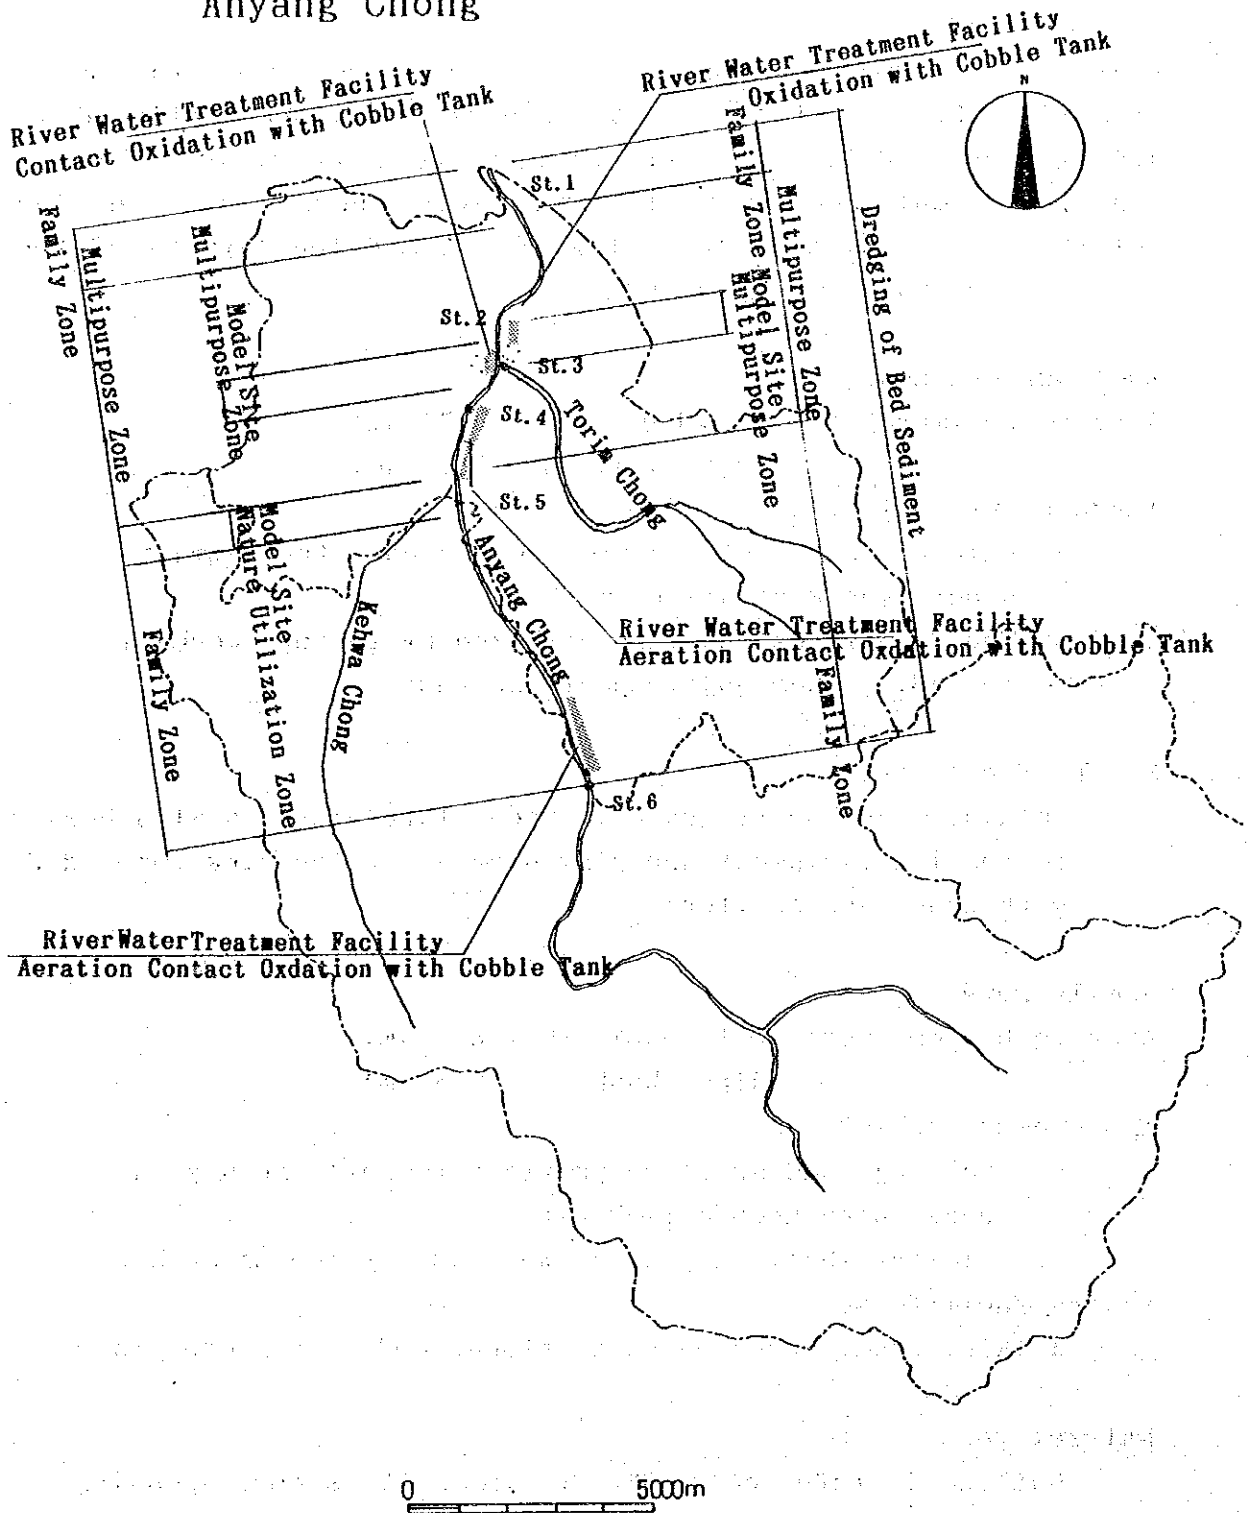 Anyang Chong
River Water Treatment Facility
Contact Oxidation with Cobble Tank
River Water Treatment Facility
Oxidation with Cobble Tank
N
St.1
St.2
St.3
St.4
St.5
St.6
Family Zone
Multipurpose Zone
Family Zone
Model Site
Multipurpose Zone
Model Site
Nature Utilization Zone
Family Zone
Model Site
Multipurpose Zone
Multipurpose Zone
Family Zone
Dredging of Bed Sediment
Torim Chong
Anyang Chong
Kehwa Chong
River Water Treatment Facility
Aeration Contact Oxdation with Cobble Tank
River Water Treatment Facility
Aeration Contact Oxdation with Cobble Tank
0 5000m